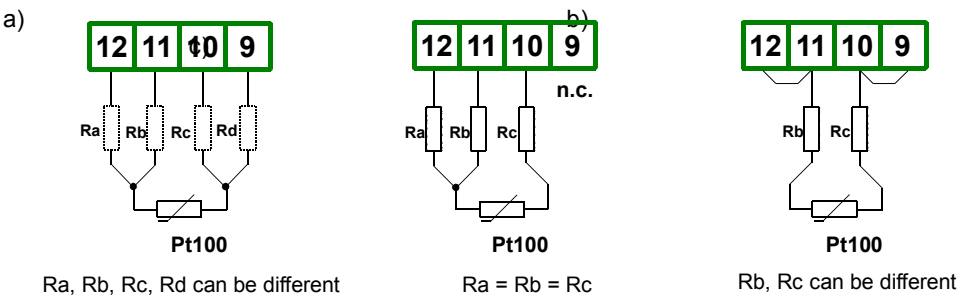 a)
b)
c)
12 11 10 9
12 11 10 9
12 11 10 9
n.c.
Ra Rb Rc Rd
Ra Rb Rc
Rb Rc
Pt100
Pt100
Pt100
Ra, Rb, Rc, Rd can be different
Ra = Rb = Rc
Rb, Rc can be different